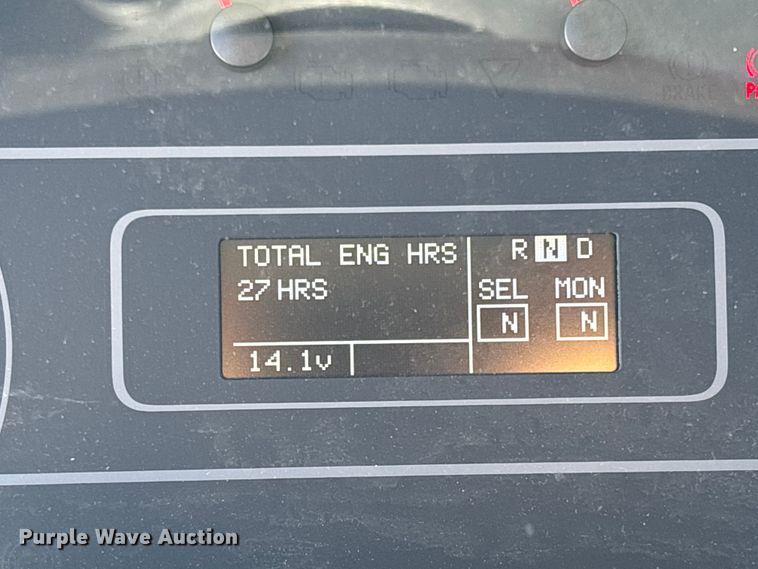 BRAKE
TOTAL ENG HRS
27 HRS
14.1v
R N D
SEL MON
N N
Purple Wave Auction